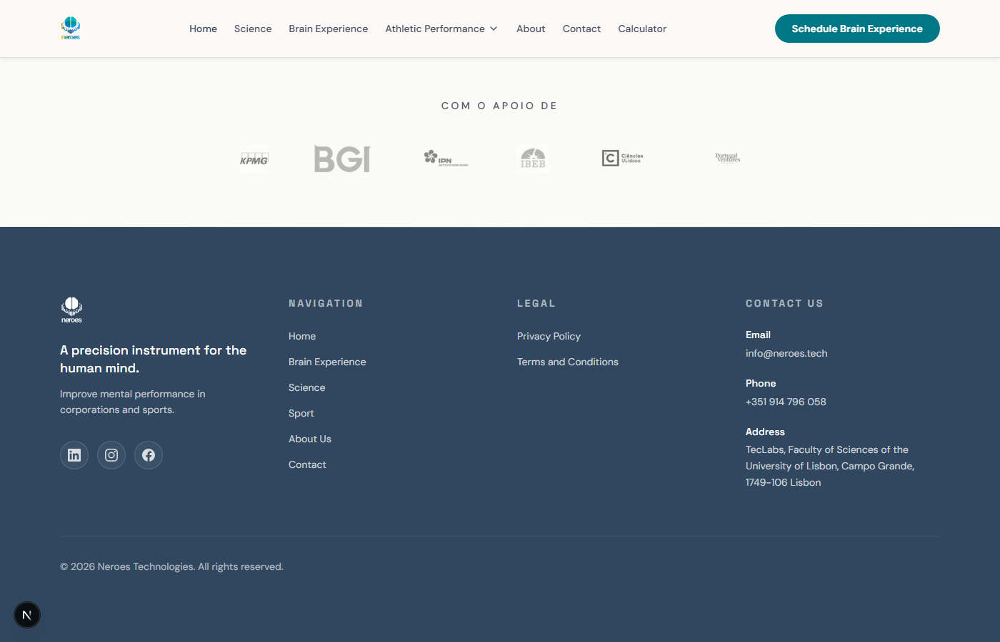 neroes
Home
Science
Brain Experience
Athletic Performance
About
Contact
Calculator
Schedule Brain Experience
COM O APOIO DE
KPMG
BGI
IPN
IBEB
Ciências
ULisboa
Portugal
Ventures
neroes
A precision instrument for the
human mind.
Improve mental performance in
corporations and sports.
in
NAVIGATION
Home
Brain Experience
Science
Sport
About Us
Contact
LEGAL
Privacy Policy
Terms and Conditions
CONTACT US
Email
info@neroes.tech
Phone
+351 914 796 058
Address
TecLabs, Faculty of Sciences of the
University of Lisbon, Campo Grande,
1749-106 Lisbon
© 2026 Neroes Technologies. All rights reserved.
N